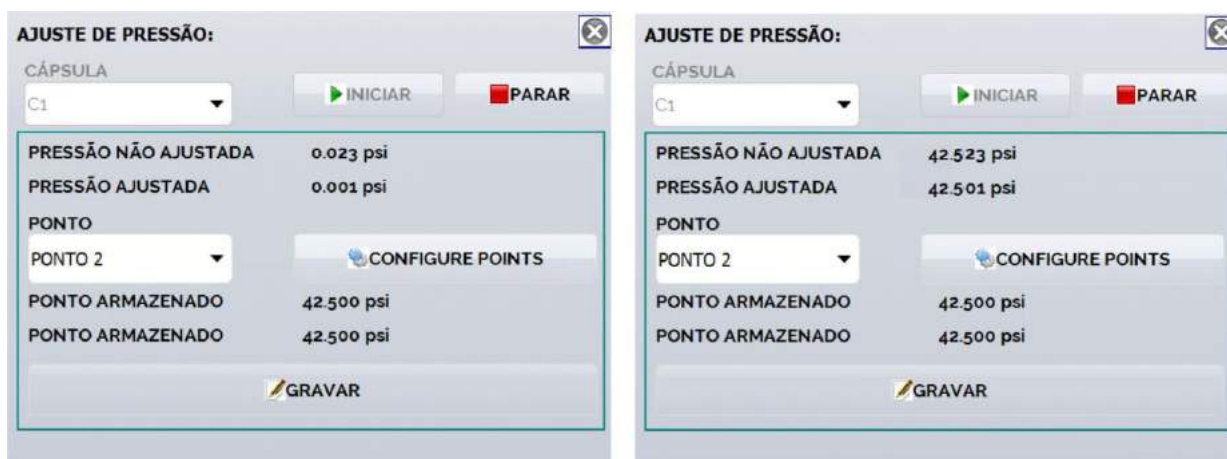 AJUSTE DE PRESSÃO:
CÁPSULA
C1
INICIAR
PARAR
PRESSÃO NÃO AJUSTADA 0.023 psi
PRESSÃO AJUSTADA 0.001 psi
PONTO
PONTO 2
CONFIGURE POINTS
PONTO ARMAZENADO 42.500 psi
PONTO ARMAZENADO 42.500 psi
GRAVAR
AJUSTE DE PRESSÃO:
CÁPSULA
C1
INICIAR
PARAR
PRESSÃO NÃO AJUSTADA 42.523 psi
PRESSÃO AJUSTADA 42.501 psi
PONTO
PONTO 2
CONFIGURE POINTS
PONTO ARMAZENADO 42.500 psi
PONTO ARMAZENADO 42.500 psi
GRAVAR